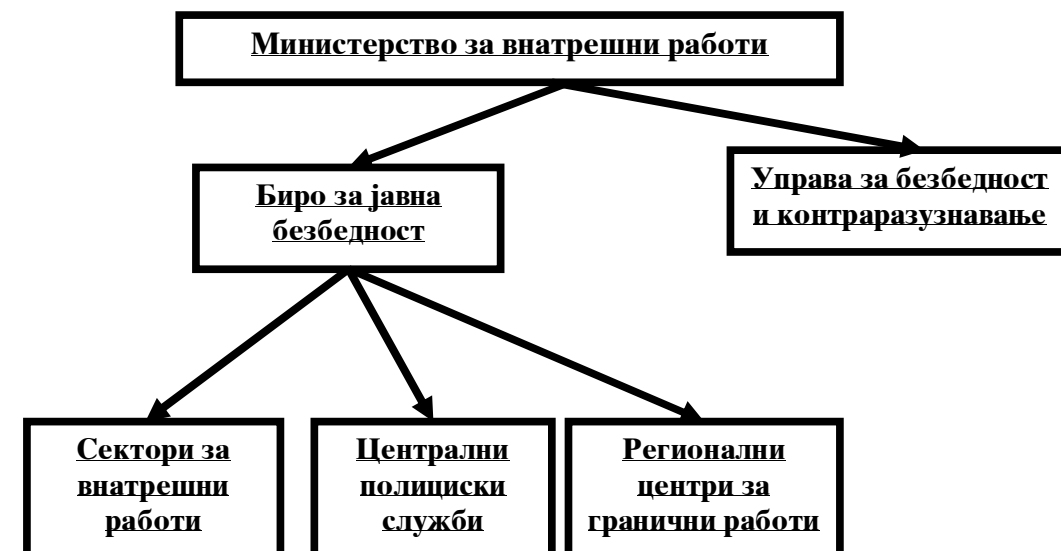 Министерство за внатрешни работи
Биро за јавна
безбедност
Управа за безбедност
и контраразузнавање
Сектори за
внатрешни
работи
Централни
полициски
служби
Регионални
центри за
гранични работи